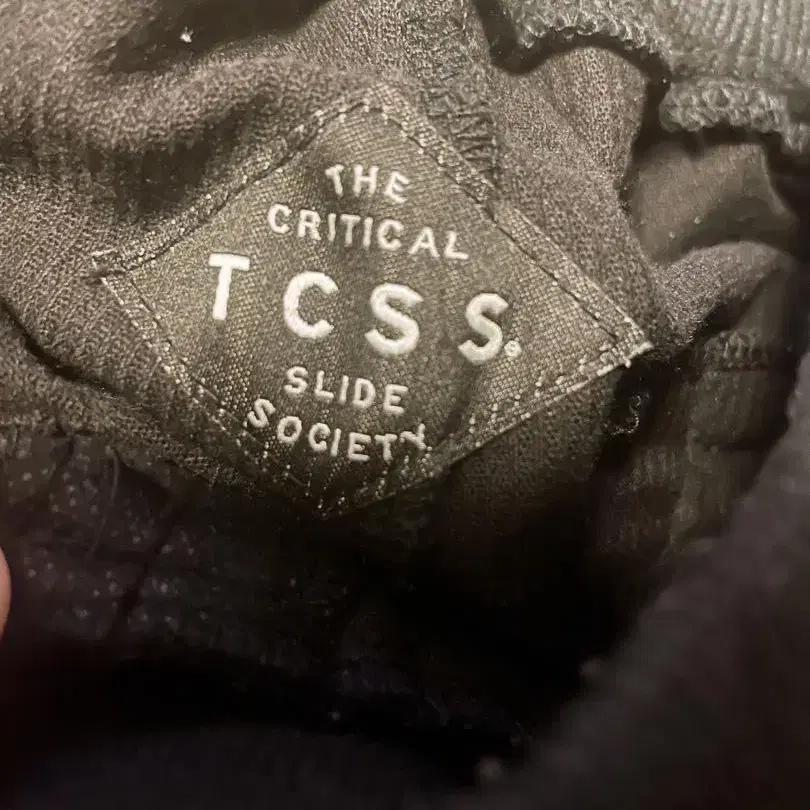 THE
CRITICAL
TCSS®
SLIDE
SOCIETY